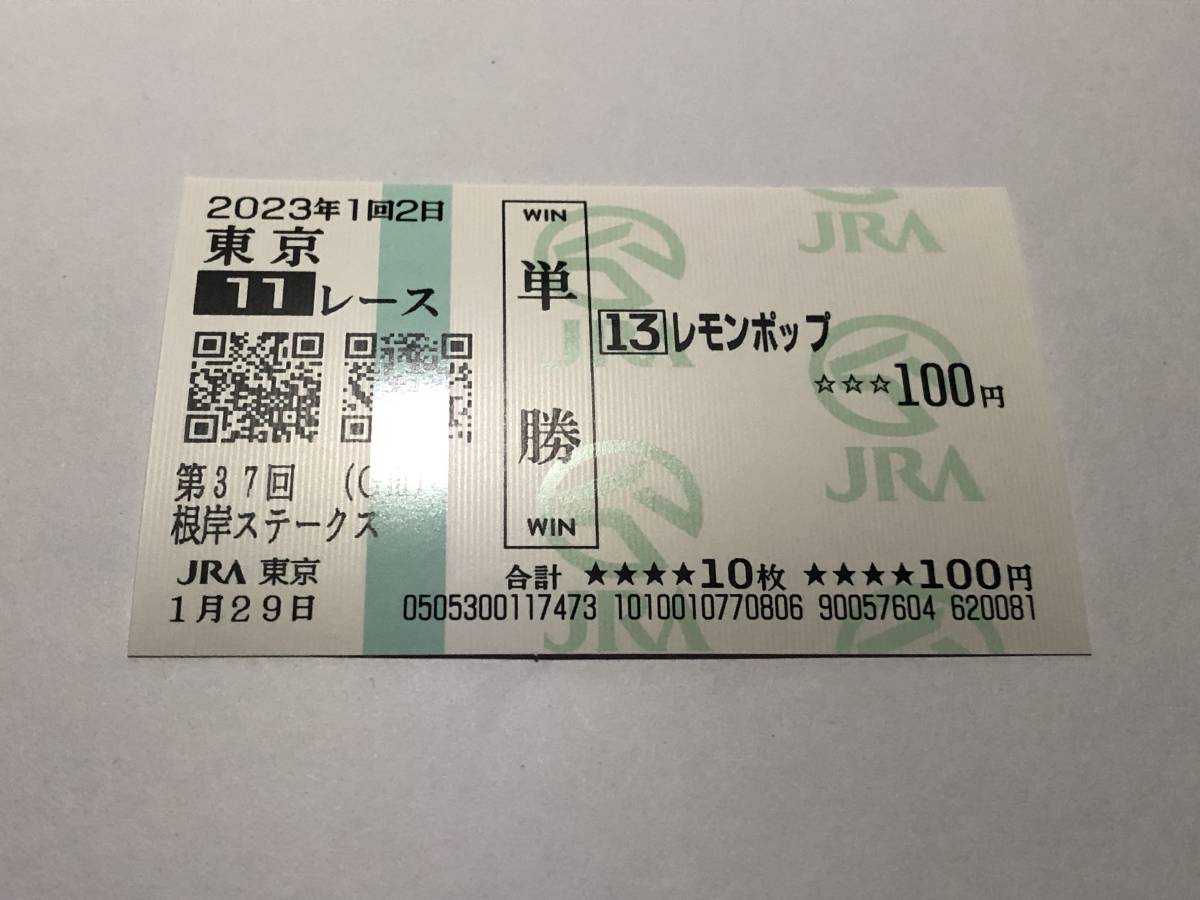 2023年1回2日
東京
11レース
第37回
根岸ステークス
JRA 東京
1月29日
WIN
単勝
WIN
13 レモンポップ
☆☆☆100円
合計 ★★★★10枚 ★★★★100円
0505300117473 1010010770806 90057604 620081
JRA
JRA
JRA
JRA